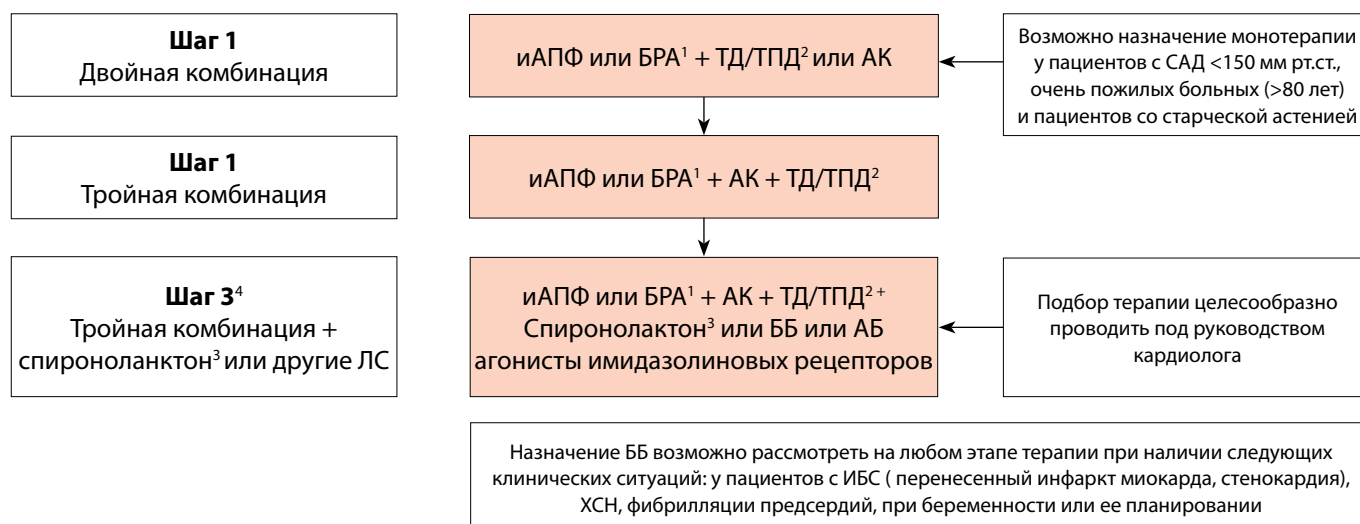 Шаг 1
Двойная комбинация
иАПФ или БРА¹ + ТД/ТПД² или АК
Возможно назначение монотерапии
у пациентов с САД <150 мм рт.ст.,
очень пожилых больных (>80 лет)
и пациентов со старческой астенией
Шаг 1
Тройная комбинация
иАПФ или БРА¹ + АК + ТД/ТПД²
Шаг 3⁴
Тройная комбинация +
спироноланктон³ или другие ЛС
иАПФ или БРА¹ + АК + ТД/ТПД² ⁺
Спиронолактон³ или ББ или АБ
агонисты имидазолиновых рецепторов
Подбор терапии целесообразно
проводить под руководством
кардиолога
Назначение ББ возможно рассмотреть на любом этапе терапии при наличии следующих
клинических ситуаций: у пациентов с ИБС ( перенесенный инфаркт миокарда, стенокардия),
ХСН, фибрилляции предсердий, при беременности или ее планировании